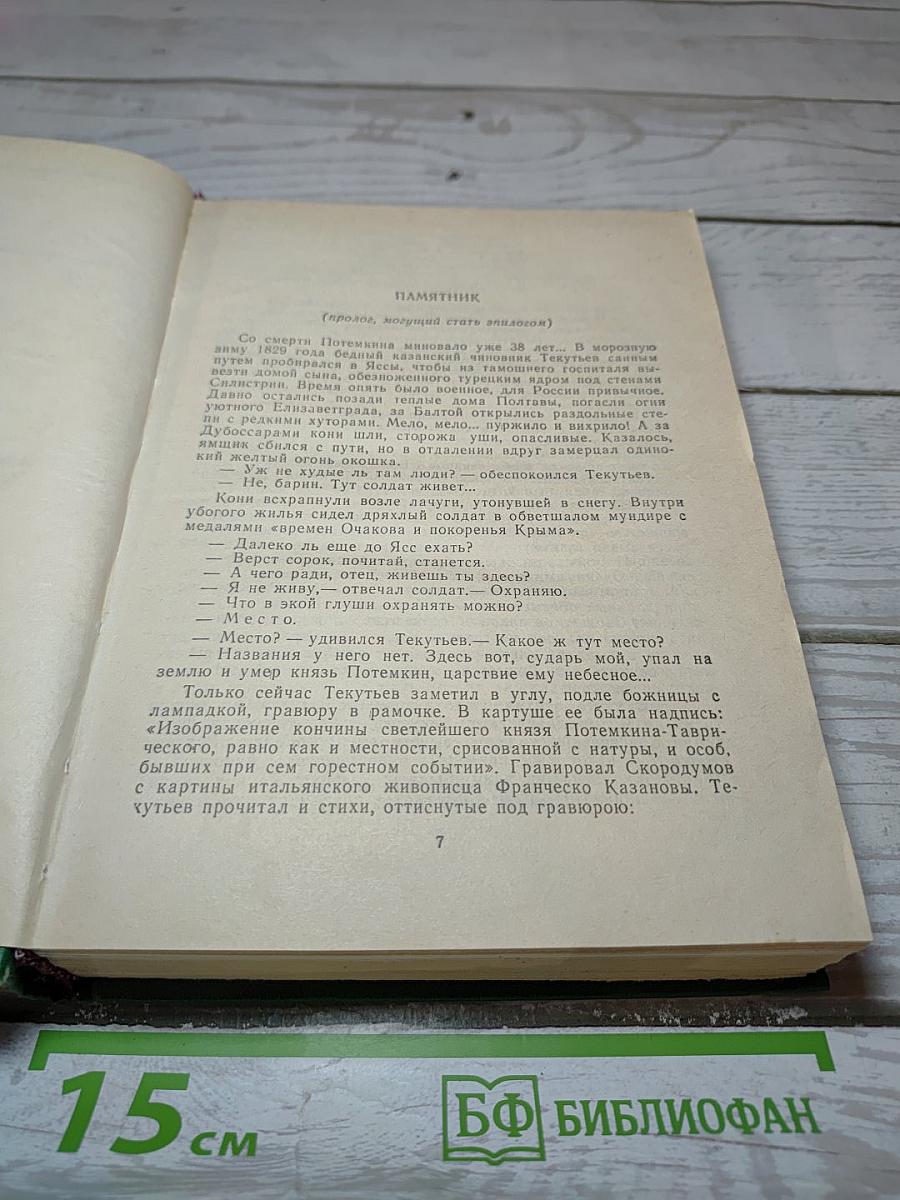 ПАМЯТНИК
(пролог, могущий стать эпилогом)
Со смерти Потемкина миновало уже 38 лет... В морозную
зиму 1829 года бедный казанский чиновник Текутьев санным
путем пробирался в Яссы, чтобы из тамошнего госпиталя вы-
везти домой сына, обезноженного турецким ядром под стенами
Силистрии. Время опять было военное, для России привычное.
Давно остались позади теплые дома Полтавы, погасли огни
уютного Елизаветграда, за Балтой открылись раздольные сте-
пи с редкими хуторами. Мело, мело... пуржило и вихрило! А за
Дубоссарами кони шли, сторожа уши, опасливые. Казалось,
ямщик сбился с пути, но в отдалении вдруг замерцал одино-
кий желтый огонь окошка.
— Уж не худые ль там люди? — обеспокоился Текутьев.
— Не, барин. Тут солдат живет...
Кони всхрапнули возле лачуги, утонувшей в снегу. Внутри
убогого жилья сидел дряхлый солдат в обветшалом мундире с
медалями «времен Очакова и покоренья Крыма».
— Далеко ль еще до Ясс ехать?
— Верст сорок, почитай, станется.
— А чего ради, отец, живешь ты здесь?
— Я не живу,— отвечал солдат.— Охраняю.
— Что в экой глуши охранять можно?
— Место.
— Место? — удивился Текутьев.— Какое ж тут место?
— Названия у него нет. Здесь вот, сударь мой, упал на
землю и умер князь Потемкин, царствие ему небесное...
Только сейчас Текутьев заметил в углу, подле божницы с
лампадкой, гравюру в рамочке. В картуше ее была надпись:
«Изображение кончины светлейшего князя Потемкина-Таври-
ческого, равно как и местности, срисованной с натуры, и особ,
бывших при сем горестном событии». Гравировал Скородумов
с картины итальянского живописца Франческо Казановы. Те-
кутьев прочитал и стихи, оттиснутые под гравюрою:
7
15 см
БФ БИБЛИОФАН